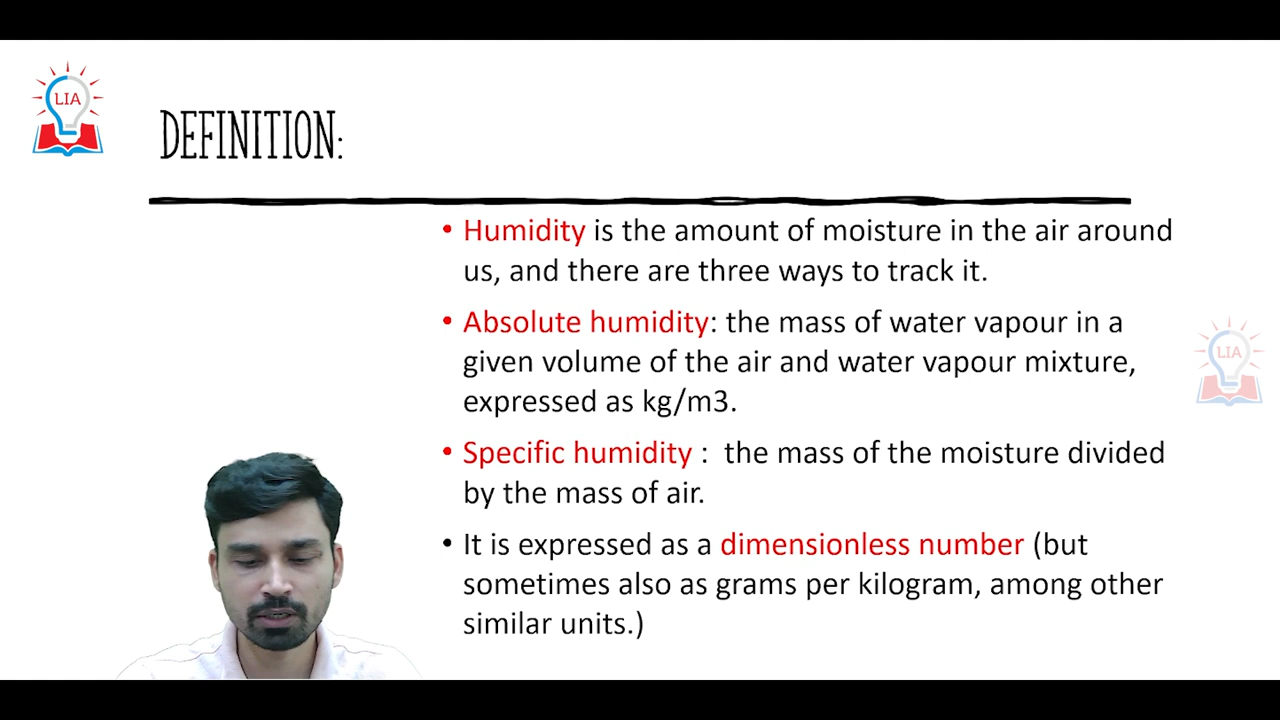 LIA
DEFINITION:
• Humidity is the amount of moisture in the air around
us, and there are three ways to track it.
• Absolute humidity: the mass of water vapour in a
given volume of the air and water vapour mixture,
expressed as kg/m3.
LIA
• Specific humidity :  the mass of the moisture divided
by the mass of air.
• It is expressed as a dimensionless number (but
sometimes also as grams per kilogram, among other
similar units.)